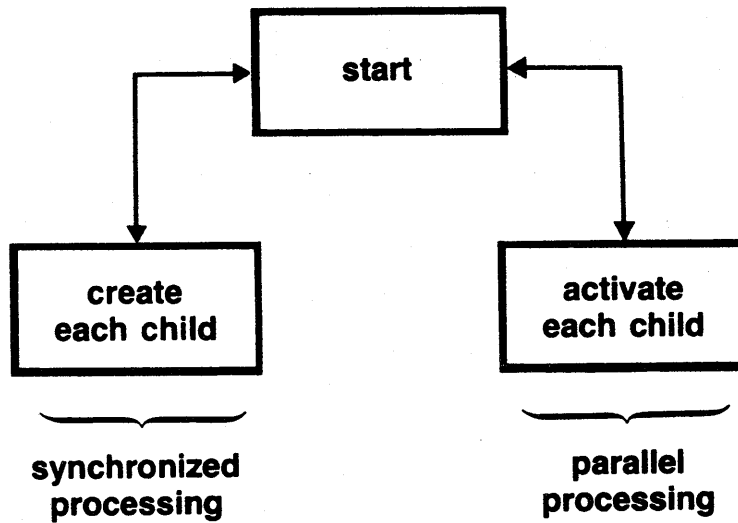 start
create
each child
activate
each child
synchronized
processing
parallel
processing